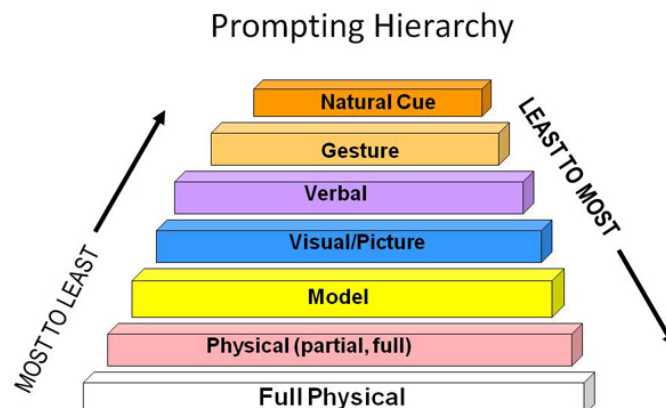 Prompting Hierarchy
Natural Cue
Gesture
Verbal
Visual/Picture
Model
Physical (partial, full)
Full Physical
MOST TO LEAST
LEAST TO MOST